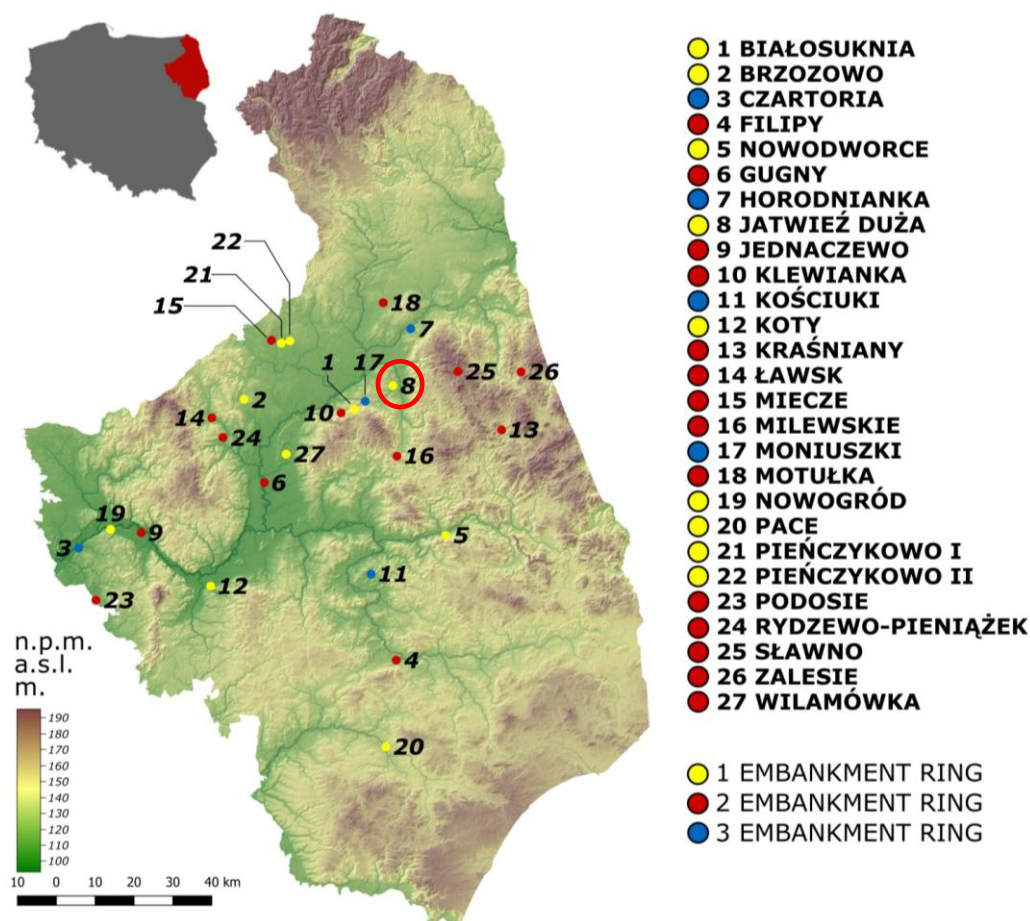 1 BIAŁOSUKNIA
2 BRZOZOWO
3 CZARTORIA
4 FILIPY
5 NOWODWORCE
6 GUGNY
7 HORODNIANKA
8 JATWIEŹ DUŻA
9 JEDNACZEWO
10 KLEWIANKA
11 KOŚCIUKI
12 KOTY
13 KRAŚNIANY
14 ŁAWSK
15 MIECZE
16 MILEWSKIE
17 MONIUSZKI
18 MOTUŁKA
19 NOWOGRÓD
20 PACE
21 PIEŃCZYKOWO I
22 PIEŃCZYKOWO II
23 PODOSIE
24 RYDZEWO-PIENIĄŻEK
25 SŁAWNO
26 ZALESIE
27 WILAMÓWKA
1 EMBANKMENT RING
2 EMBANKMENT RING
3 EMBANKMENT RING
22
21
15
18
7
1
17
8
25
26
2
10
14
24
13
27
16
6
19
9
3
5
11
12
23
4
20
n.p.m.
a.s.l.
m.
190
180
170
160
150
140
130
120
110
100
10 0 10 20 30 40 km